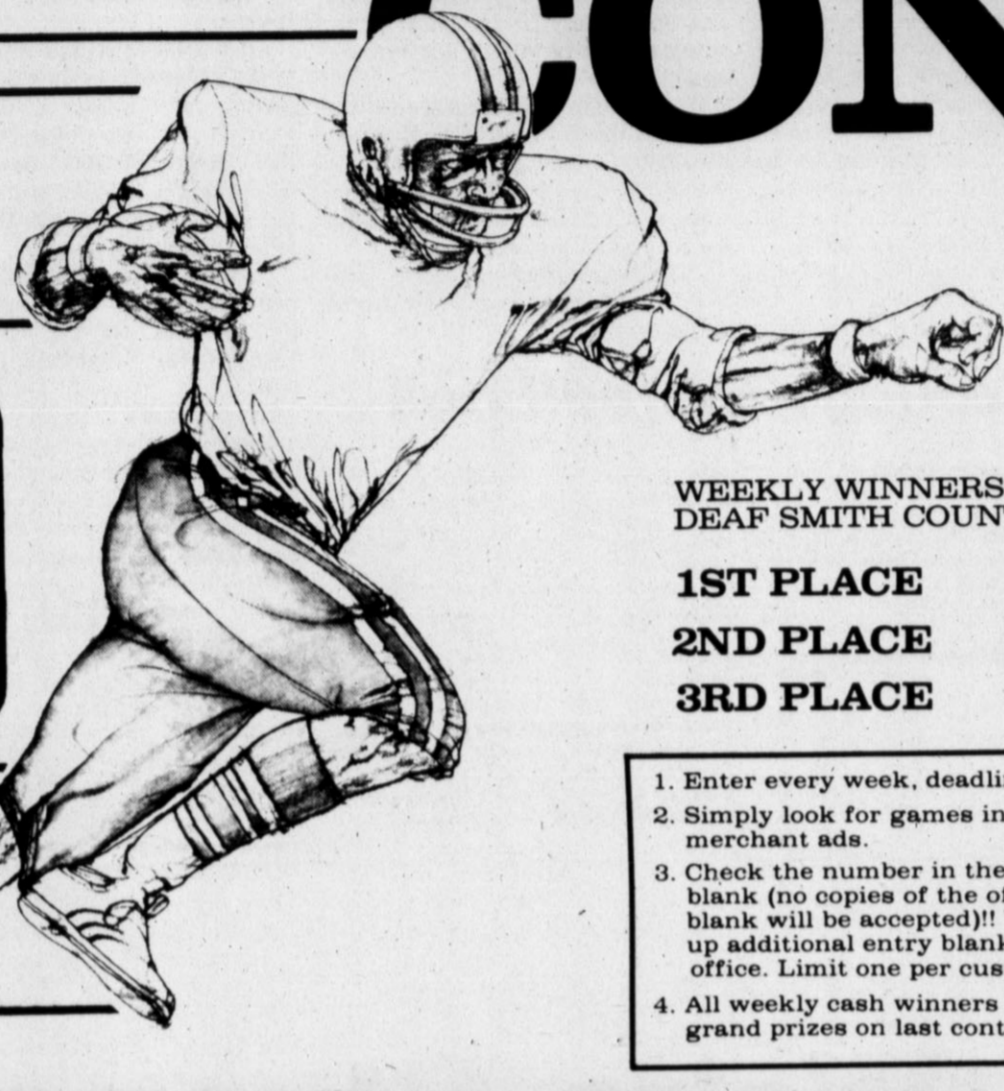 CON
WEEKLY WINNERS
DEAF SMITH COUN
1ST PLACE
2ND PLACE
3RD PLACE
1. Enter every week, deadli
2. Simply look for games in
merchant ads.
3. Check the number in the
blank (no copies of the of
blank will be accepted)!!
up additional entry blank
office. Limit one per cus
4. All weekly cash winners
grand prizes on last cont